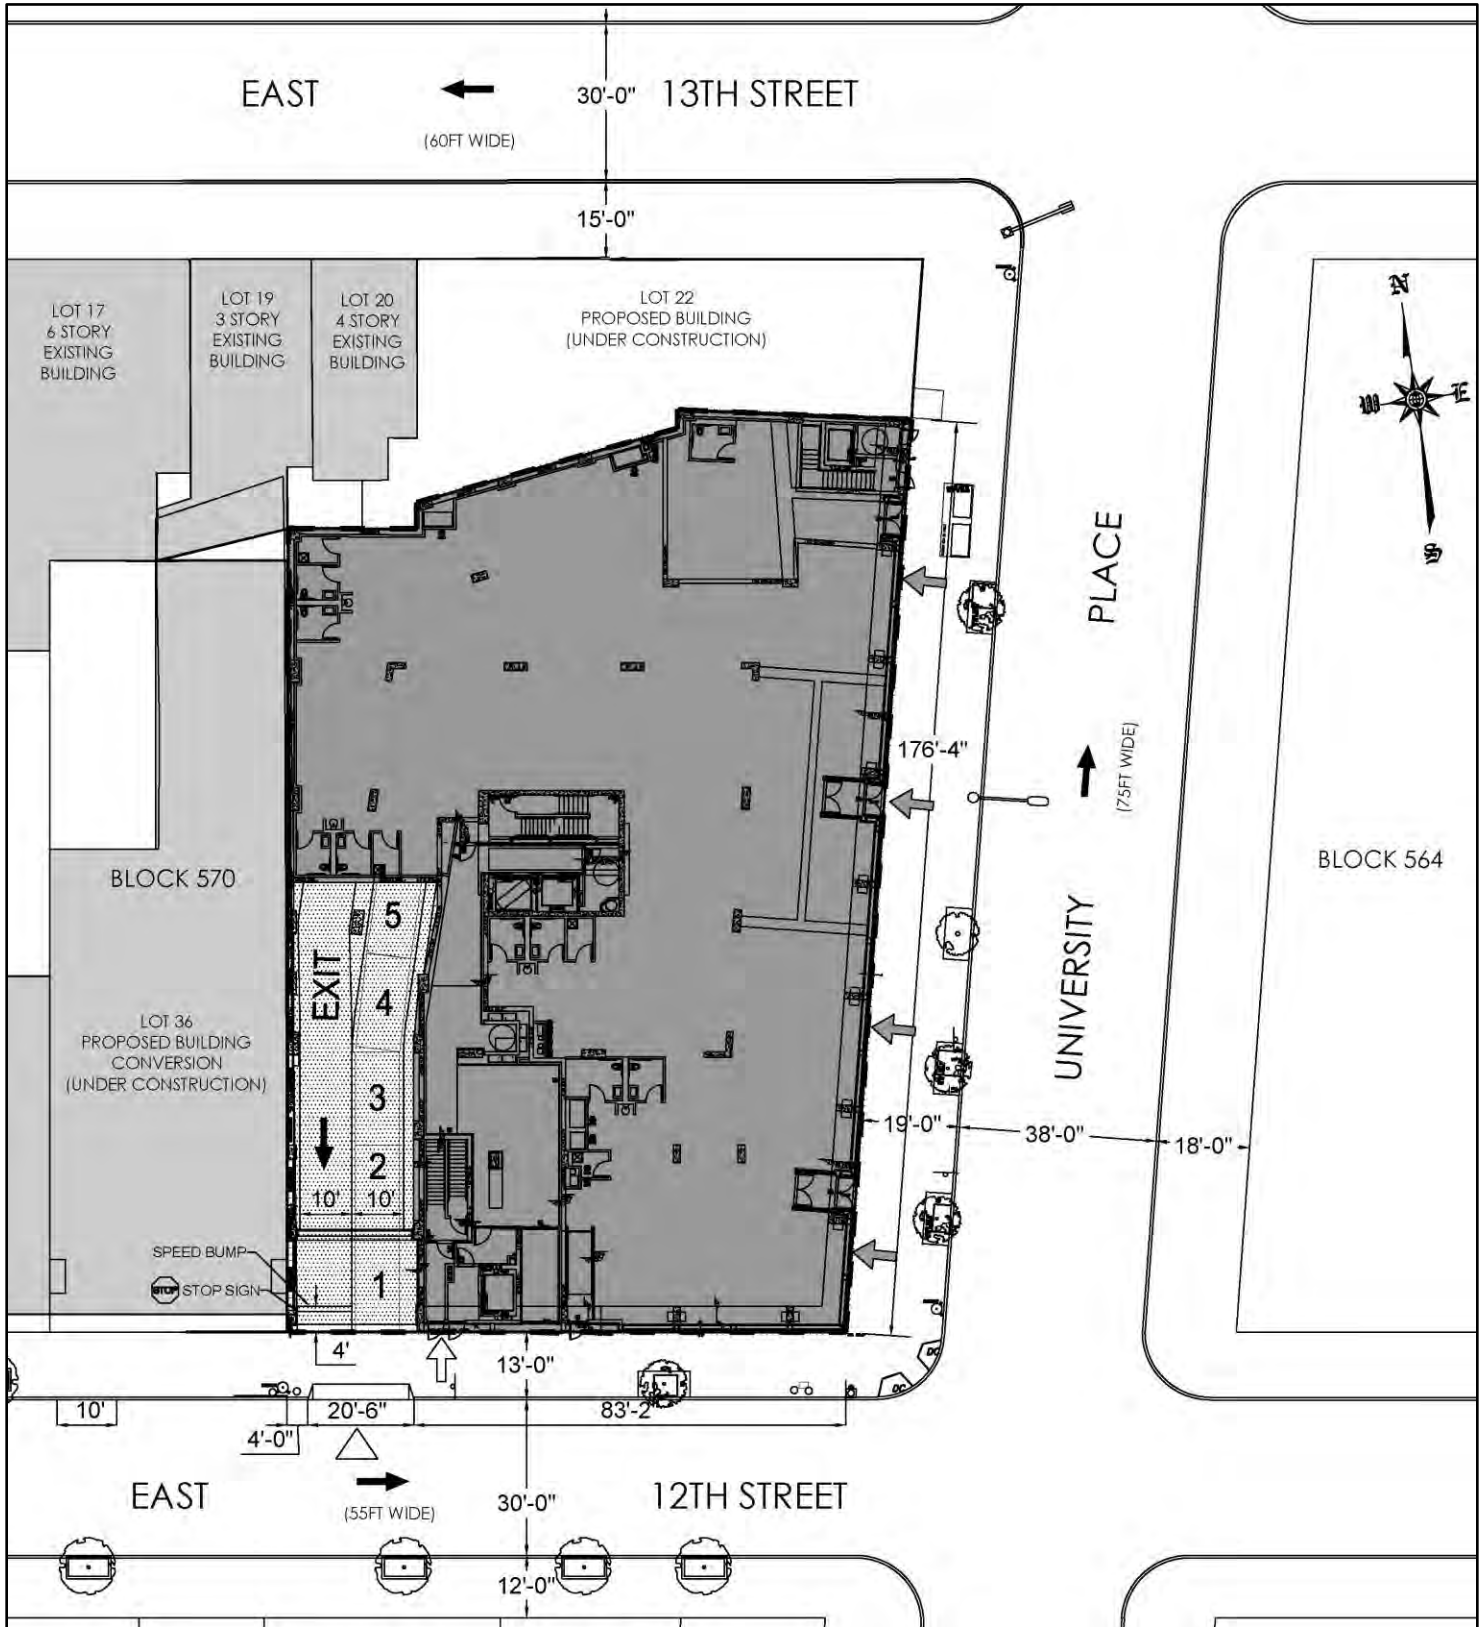 EAST
13TH STREET
30'-0"
(60FT WIDE)
15'-0"
LOT 17
6 STORY
EXISTING
BUILDING
LOT 19
3 STORY
EXISTING
BUILDING
LOT 20
4 STORY
EXISTING
BUILDING
LOT 22
PROPOSED BUILDING
(UNDER CONSTRUCTION)
N
W
E
S
UNIVERSITY PLACE
(75FT WIDE)
176'-4"
BLOCK 570
BLOCK 564
5
EXIT
4
LOT 36
PROPOSED BUILDING
CONVERSION
(UNDER CONSTRUCTION)
3
2
10'
10'
19'-0"
38'-0"
18'-0"
SPEED BUMP
STOP
STOP SIGN
1
4'
13'-0"
DC
DC
10'
20'-6"
83'-2
4'-0"
EAST
12TH STREET
30'-0"
(55FT WIDE)
12'-0"